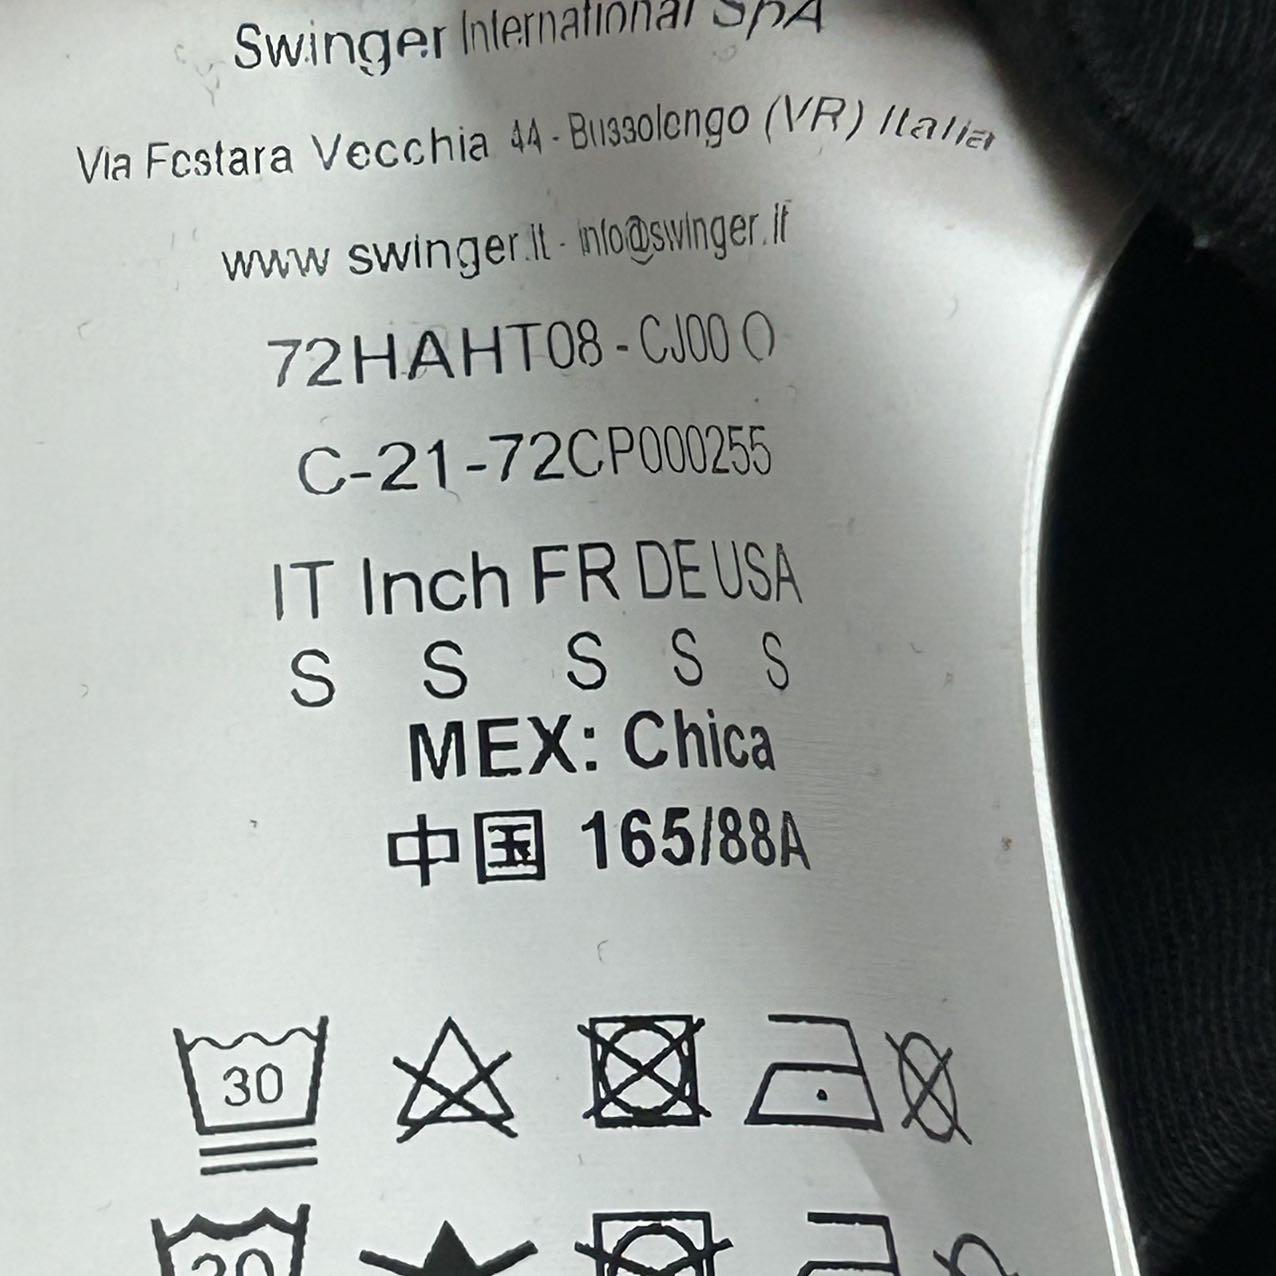 Swinger International SpA
Via Fostara Vecchia 44 - Bussolengo (VR) Italia
www swinger.it - info@swinger.it
72HAHT08 - CJ00 O
C-21-72CP000255
IT Inch FR DE USA
S S S S S
MEX: Chica
中国 165/88A
30
30